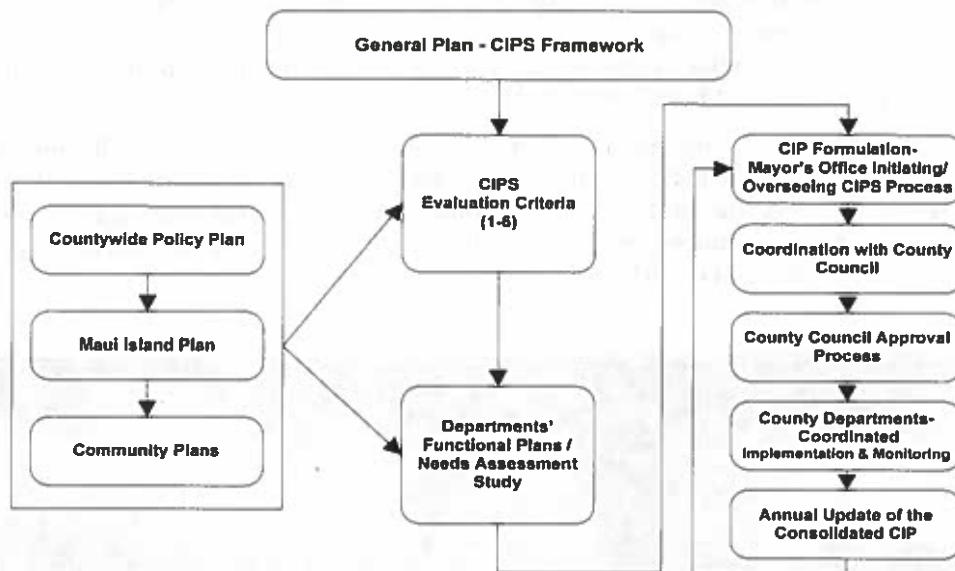 General Plan - CIPS Framework
CIPS
Evaluation Criteria
(1-6)
Countywide Policy Plan
Maui Island Plan
Community Plans
Departments'
Functional Plans /
Needs Assessment
Study
CIP Formulation-
Mayor's Office Initiating/
Overseeing CIPS Process
Coordination with County
Council
County Council Approval
Process
County Departments-
Coordinated
Implementation & Monitoring
Annual Update of the
Consolidated CIP